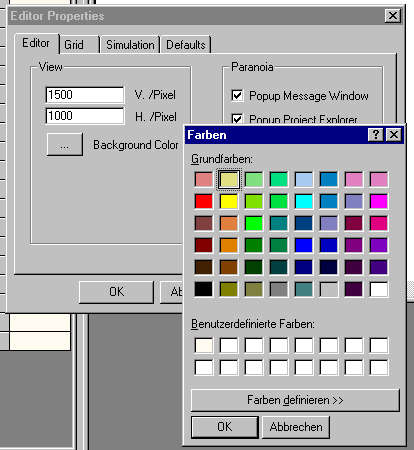 Editor Properties
Editor Grid Simulation Defaults
View
1500 V. /Pixel
1000 H. /Pixel
... Background Color
Paranoia
Popup Message Window
Popup Project Explorer
OK
Farben
Grundfarben:
Benutzerdefinierte Farben:
Farben definieren >>
OK Abbrechen